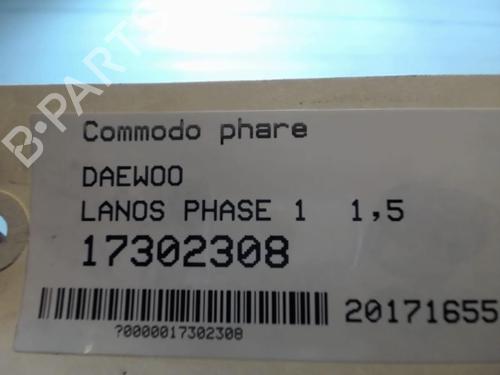 B-PARTS
Commodo phare
DAEWOO
LANOS PHASE 1 1,5
17302308
20171655
?0000017302308